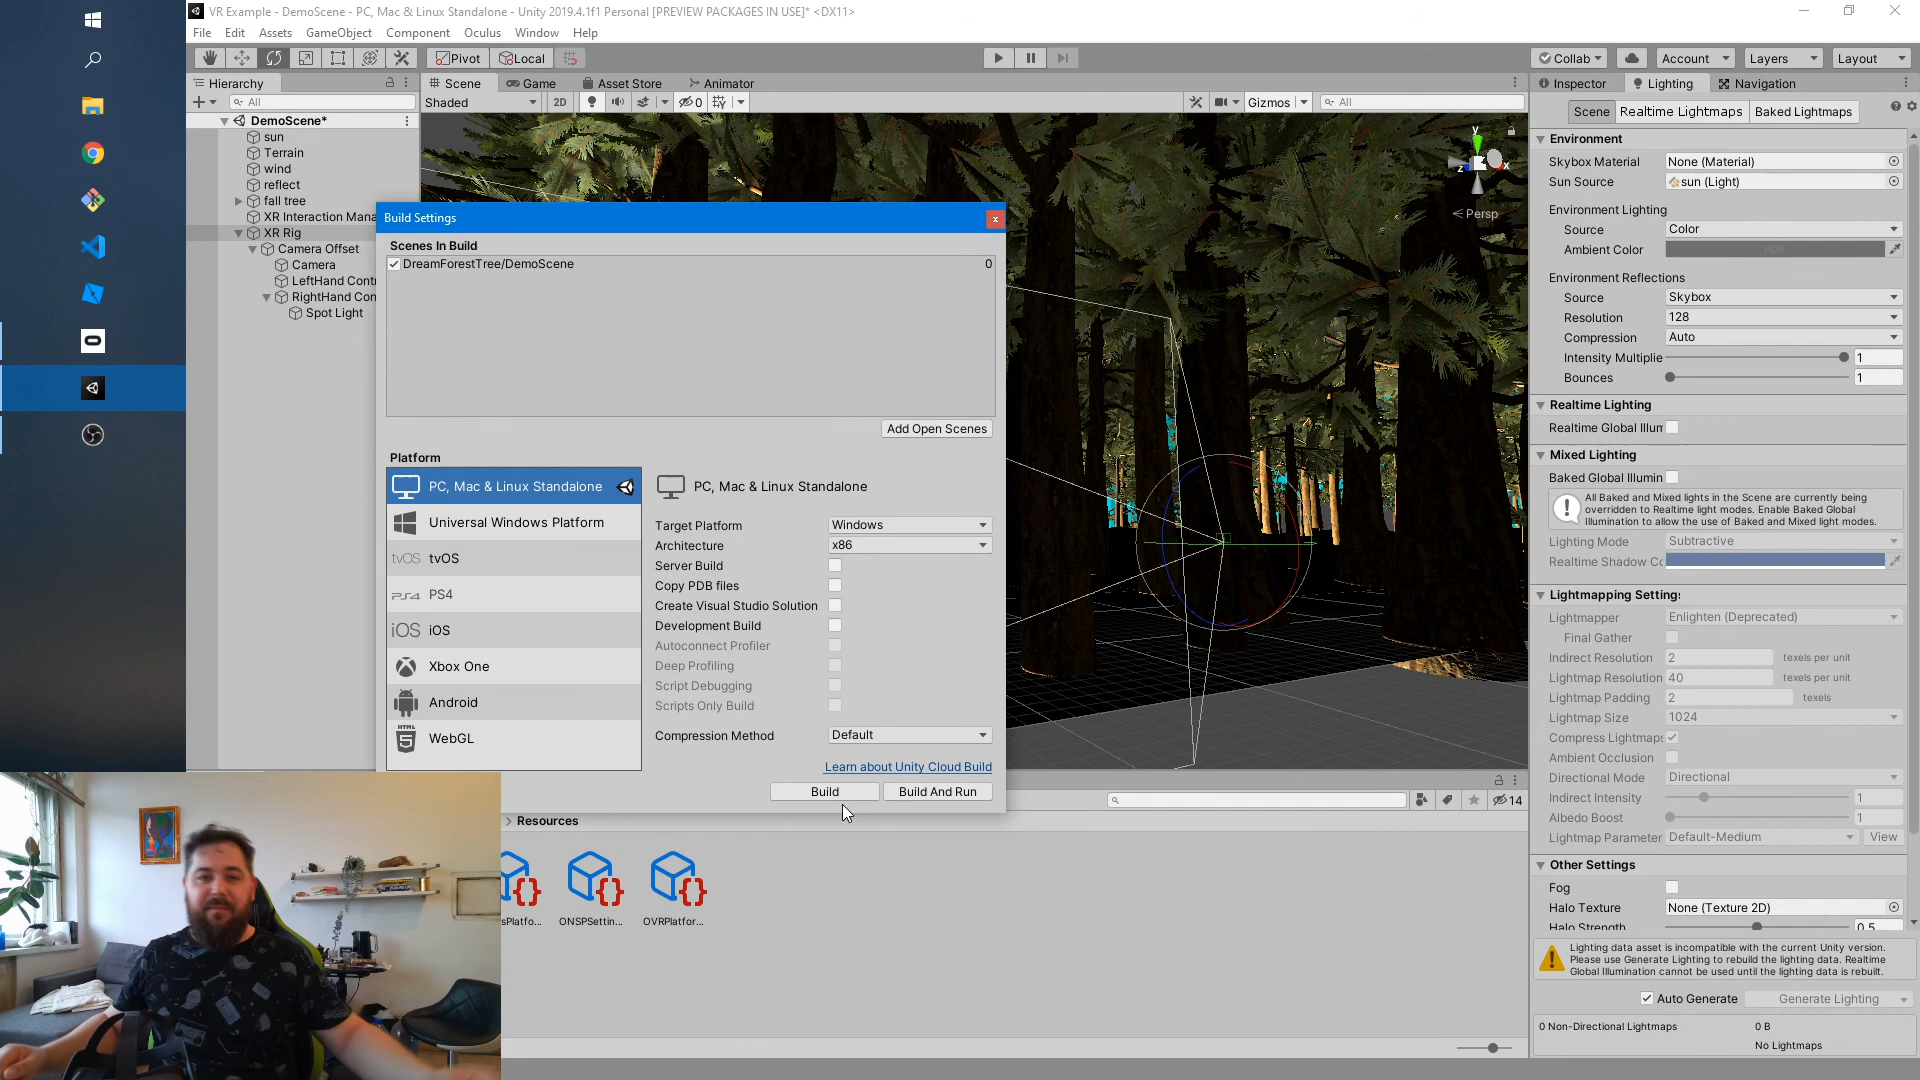 VR Example - DemoScene - PC, Mac & Linux Standalone - Unity 2019.4.1f1 Personal [PREVIEW PACKAGES IN USE]* <DX11>
File Edit Assets GameObject Component Oculus Window Help
Pivot Local Collab Account Layers Layout
Hierarchy
All
DemoScene*
sun
Terrain
wind
reflect
fall tree
XR Interaction Mana
XR Rig
Camera Offset
Camera
LeftHand Contr
RightHand Con
Spot Light
Scene Game Asset Store Animator
Shaded 2D 0 Gizmos All
y
x
z
Persp
Build Settings
x
Scenes In Build
DreamForestTree/DemoScene 0
Add Open Scenes
Platform
PC, Mac & Linux Standalone
Universal Windows Platform
tvOS tvOS
PS4 PS4
iOS iOS
Xbox One
Android
HTML 5 WebGL
PC, Mac & Linux Standalone
Target Platform Windows
Architecture x86
Server Build
Copy PDB files
Create Visual Studio Solution
Development Build
Autoconnect Profiler
Deep Profiling
Script Debugging
Scripts Only Build
Compression Method Default
Learn about Unity Cloud Build
Build Build And Run
14
Resources
sPlatfo... ONSPSettin... OVRPlatfor...
Inspector Lighting Navigation
Scene Realtime Lightmaps Baked Lightmaps
Environment
Skybox Material None (Material)
Sun Source sun (Light)
Environment Lighting
Source Color
Ambient Color HDR
Environment Reflections
Source Skybox
Resolution 128
Compression Auto
Intensity Multiplie 1
Bounces 1
Realtime Lighting
Realtime Global Illum
Mixed Lighting
Baked Global Illumin
All Baked and Mixed lights in the Scene are currently being
overridden to Realtime light modes. Enable Baked Global
Illumination to allow the use of Baked and Mixed light modes.
Lighting Mode Subtractive
Realtime Shadow Cc
Lightmapping Settings
Lightmapper Enlighten (Deprecated)
Final Gather
Indirect Resolution 2 texels per unit
Lightmap Resolution 40 texels per unit
Lightmap Padding 2 texels
Lightmap Size 1024
Compress Lightmaps
Ambient Occlusion
Directional Mode Directional
Indirect Intensity 1
Albedo Boost 1
Lightmap Parameter Default-Medium View
Other Settings
Fog
Halo Texture None (Texture 2D)
Halo Strength 0.5
Lighting data asset is incompatible with the current Unity version.
Please use Generate Lighting to rebuild the lighting data. Realtime
Global Illumination cannot be used until the lighting data is rebuilt.
Auto Generate Generate Lighting
0 Non-Directional Lightmaps 0 B
No Lightmaps